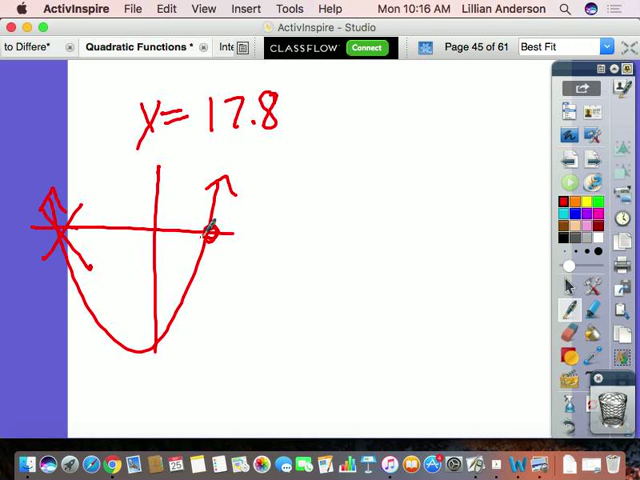 ActivInspire File Edit View Insert Tools Help Mon 10:16 AM Lillian Anderson
ActivInspire - Studio
to Differe* Quadratic Functions * Inte CLASSFLOW Connect Page 45 of 61 Best Fit
y = 17.8